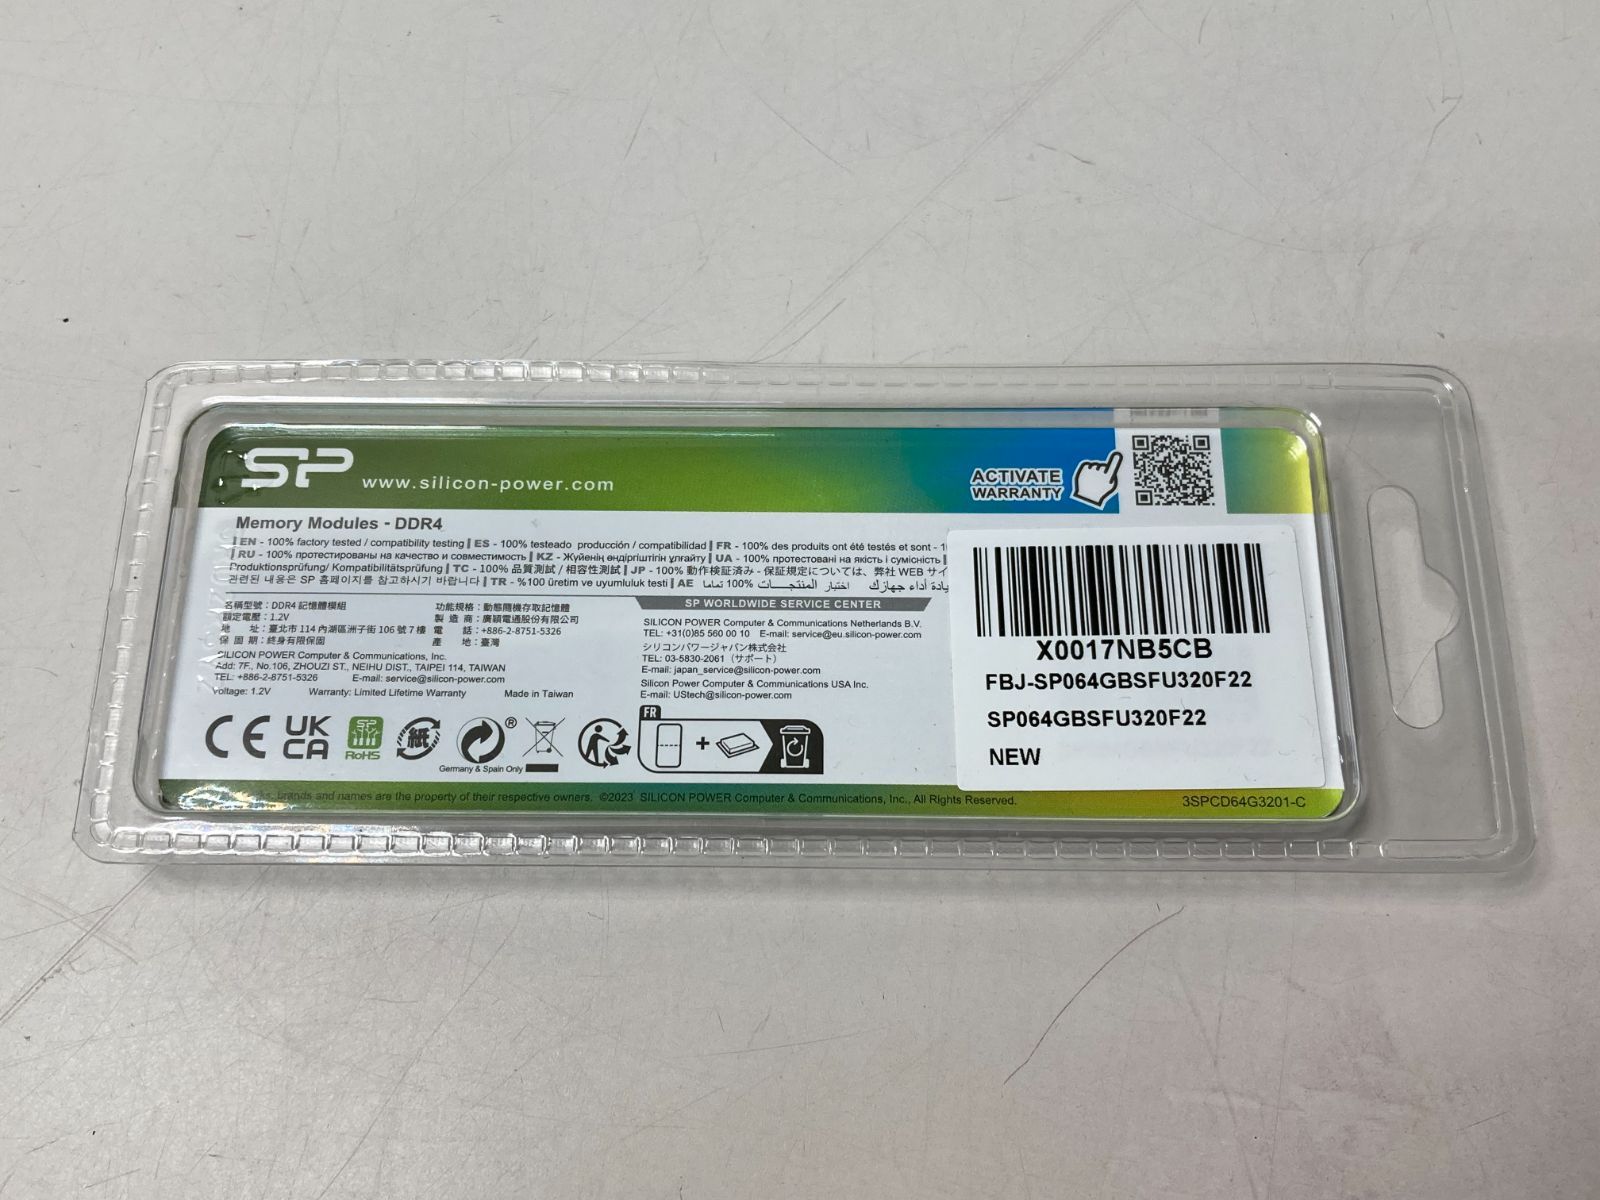 SP www.silicon-power.com
ACTIVATE
WARRANTY
Memory Modules - DDR4
EN - 100% factory tested / compatibility testing | ES - 100% testeado producción / compatibilidad | FR - 100% des produits ont été testés et sont -
RU - 100% протестированы на качество и совместимость | KZ - Жүйенің өндіргіштігін ұлғайту | UA - 100% протестовані на якість і сумісність |
Produktionsprüfung/ Kompatibilitätsprüfung | TC - 100% 品質測試 / 相容性測試 | JP - 100% 動作検証済み - 保証規定については、弊社 WEB サイ
관련된 내용은 SP 홈페이지를 참고하시기 바랍니다 | TR - %100 üretim ve uyumluluk testi | AE اختبار المنتجات 100% تماما
زيادة أداء جهازك
名稱型號：DDR4 記憶體模組
額定電壓：1.2V
地 址：臺北市 114 內湖區洲子街 106 號 7 樓
保 固 期：終身有限保固
功能規格：動態隨機存取記憶體
製 造 商：廣穎電通股份有限公司
電 話：+886-2-8751-5326
產 地：臺灣
SILICON POWER Computer & Communications, Inc.
Add: 7F., No.106, ZHOUZI ST., NEIHU DIST., TAIPEI 114, TAIWAN
TEL: +886-2-8751-5326 E-mail: service@silicon-power.com
Voltage: 1.2V Warranty: Limited Lifetime Warranty Made in Taiwan
SP WORLDWIDE SERVICE CENTER
SILICON POWER Computer & Communications Netherlands B.V.
TEL: +31(0)85 560 00 10 E-mail: service@eu.silicon-power.com
シリコンパワージャパン株式会社
TEL: 03-5830-2061（サポート）
E-mail: japan_service@silicon-power.com
Silicon Power Computer & Communications USA Inc.
E-mail: UStech@silicon-power.com
CE
UK
CA
SP
RoHS
紙
®
Germany & Spain Only
FR
+
X0017NB5CB
FBJ-SP064GBSFU320F22
SP064GBSFU320F22
NEW
brands and names are the property of their respective owners. ©2023 SILICON POWER Computer & Communications, Inc., All Rights Reserved.
3SPCD64G3201-C